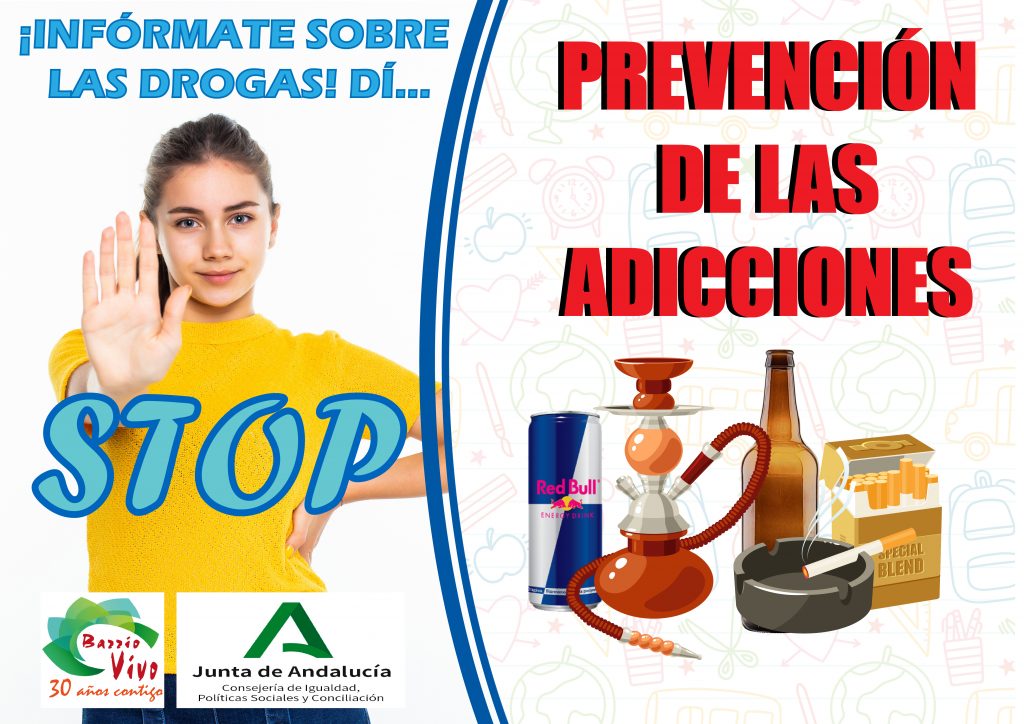 ¡INFÓRMATE SOBRE
LAS DROGAS! DÍ...
STOP
Barrio
Vivo
30 años contigo
Junta de Andalucía
Consejería de Igualdad,
Políticas Sociales y Conciliación
PREVENCIÓN
DE LAS
ADICCIONES
Red Bull
ENERGY DRINK
SPECIAL
BLEND